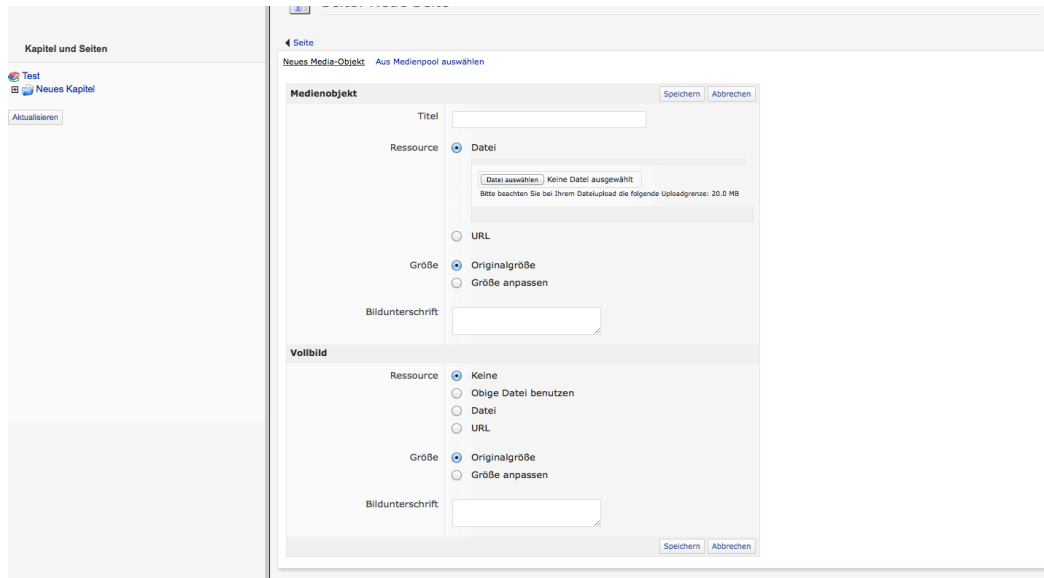 Kapitel und Seiten
Test
Neues Kapitel
Aktualisieren
Seite
Neues Media-Objekt Aus Medienpool auswählen
Medienobjekt Speichern Abbrechen
Titel
Ressource Datei
Datei auswählen Keine Datei ausgewählt
Bitte beachten Sie bei Ihrem Dateiupload die folgende Uploadgrenze: 20.0 MB
URL
Größe Originalgröße
Größe anpassen
Bildunterschrift
Vollbild
Ressource Keine
Obige Datei benutzen
Datei
URL
Größe Originalgröße
Größe anpassen
Bildunterschrift
Speichern Abbrechen